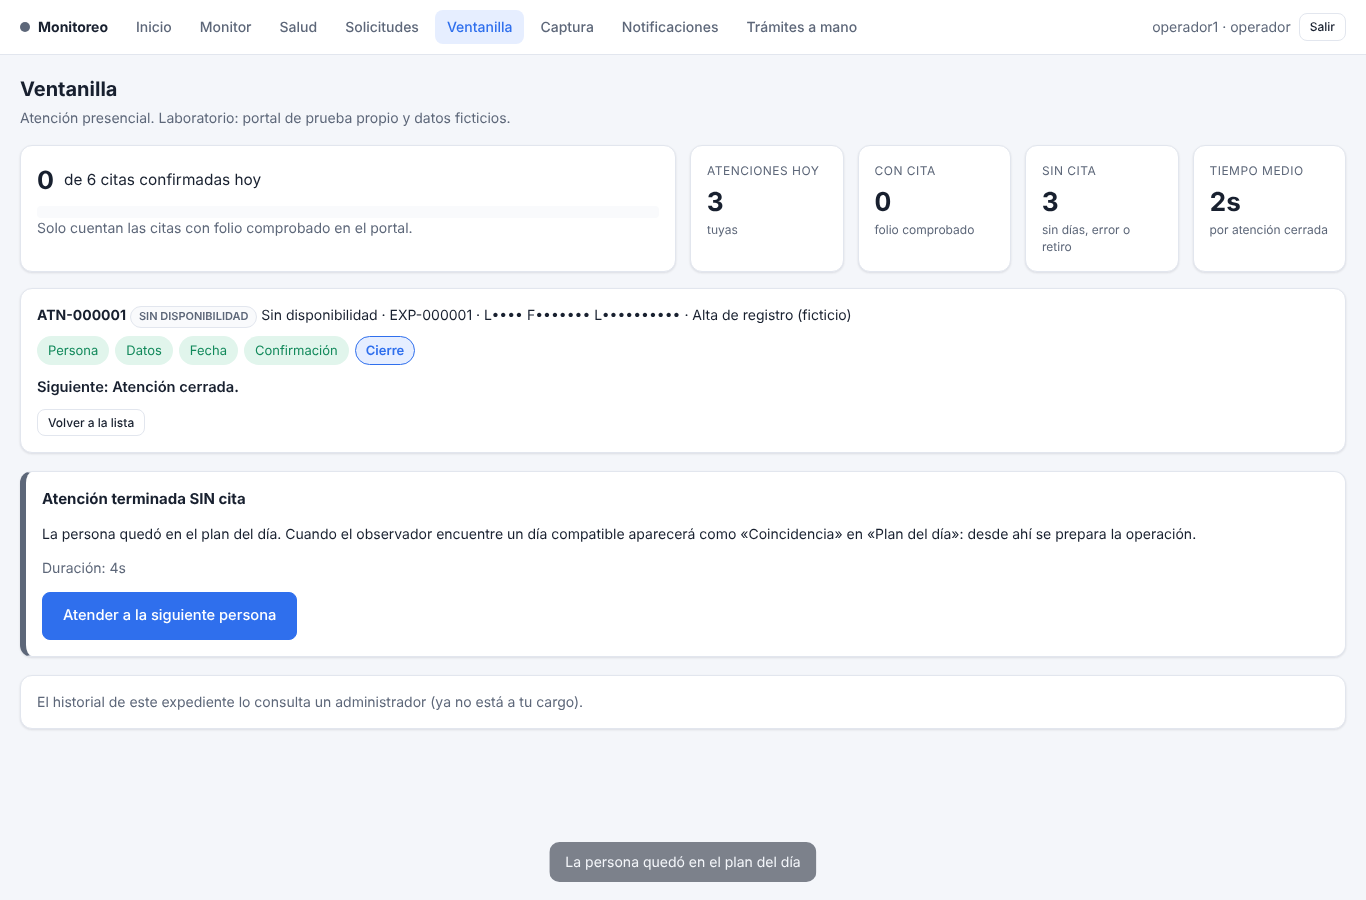 Monitoreo Inicio Monitor Salud Solicitudes Ventanilla Captura Notificaciones Trámites a mano operador1 · operador Salir
Ventanilla
Atención presencial. Laboratorio: portal de prueba propio y datos ficticios.
0 de 6 citas confirmadas hoy
Solo cuentan las citas con folio comprobado en el portal.
ATENCIONES HOY
3
tuyas
CON CITA
0
folio comprobado
SIN CITA
3
sin días, error o
retiro
TIEMPO MEDIO
2s
por atención cerrada
ATN-000001 SIN DISPONIBILIDAD Sin disponibilidad · EXP-000001 · L•••• F••••••• L•••••••••• · Alta de registro (ficticio)
Persona Datos Fecha Confirmación Cierre
Siguiente: Atención cerrada.
Volver a la lista
Atención terminada SIN cita
La persona quedó en el plan del día. Cuando el observador encuentre un día compatible aparecerá como «Coincidencia» en «Plan del día»: desde ahí se prepara la operación.
Duración: 4s
Atender a la siguiente persona
El historial de este expediente lo consulta un administrador (ya no está a tu cargo).
La persona quedó en el plan del día